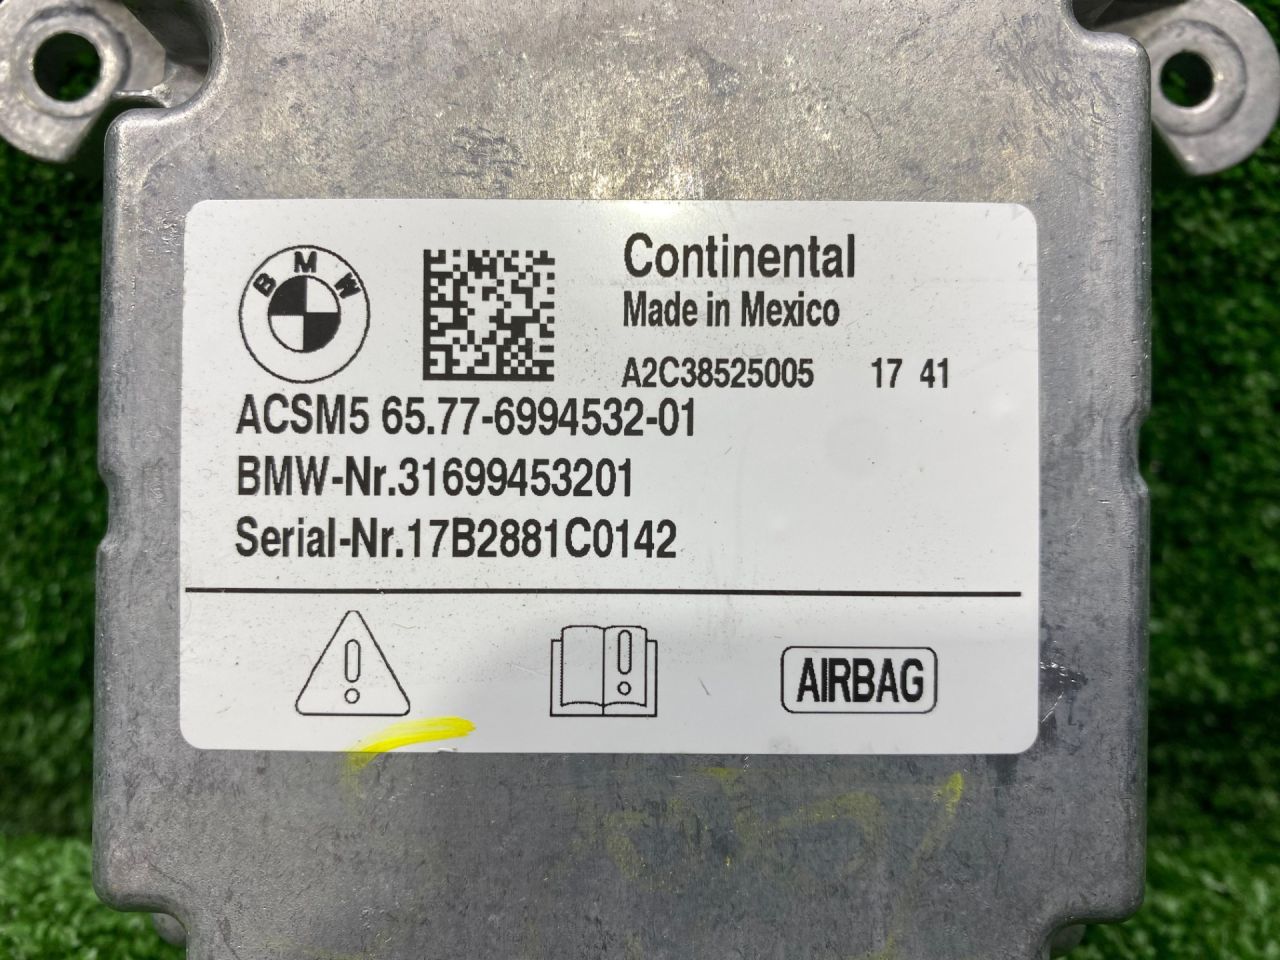 BMW
Continental
Made in Mexico
A2C38525005 17 41
ACSM5 65.77-6994532-01
BMW-Nr.31699453201
Serial-Nr.17B2881C0142
AIRBAG